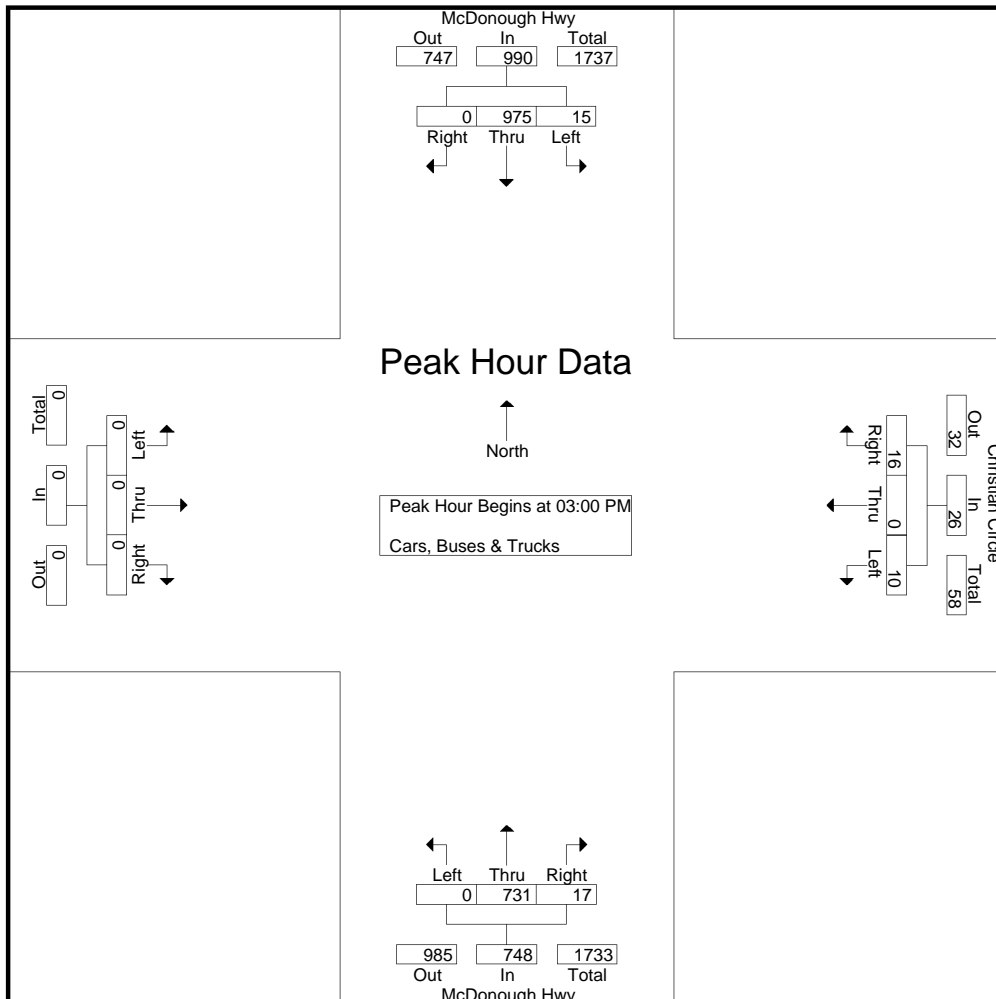 McDonough Hwy
Out In Total
747 990 1737
0 975 15
Right Thru Left
Peak Hour Data
North
Peak Hour Begins at 03:00 PM
Cars, Buses & Trucks
Total In Out
0 0 0
0 0 0
Left Thru Right
Christian Circle
Out In Total
32 26 58
16 0 10
Right Thru Left
Left Thru Right
0 731 17
985 748 1733
Out In Total
McDonough Hwy